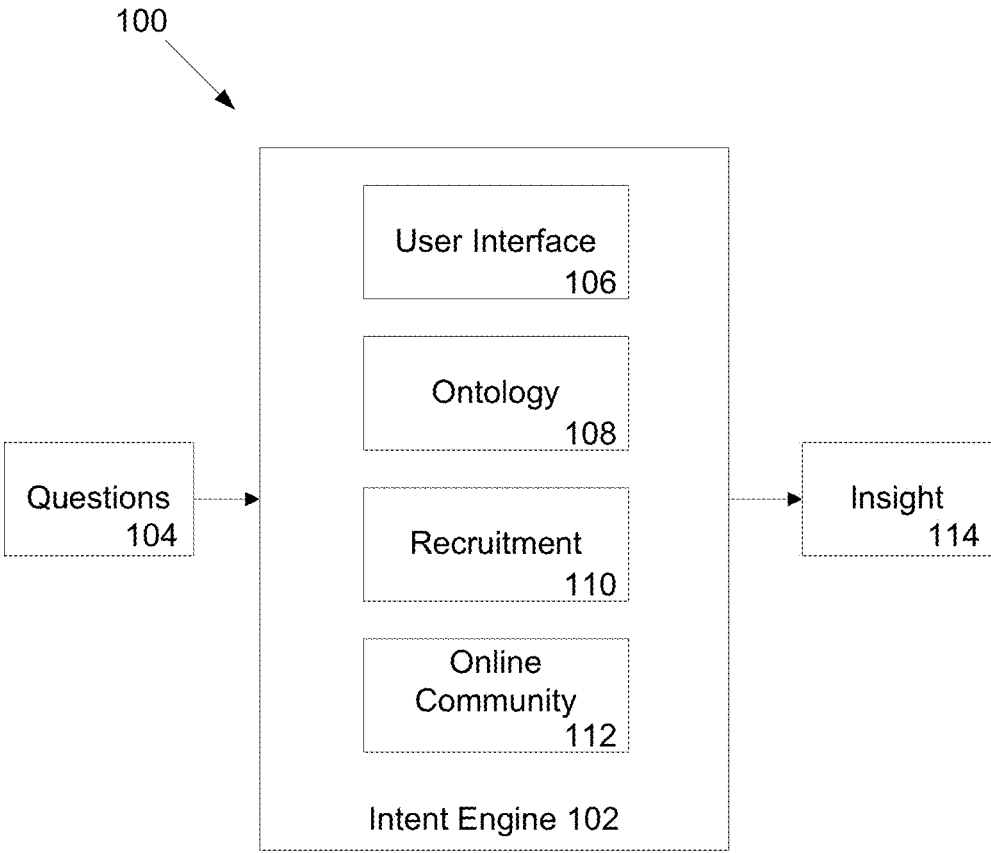 100
User Interface
106
Ontology
108
Questions
104
Recruitment
110
Online
Community
112
Intent Engine 102
Insight
114